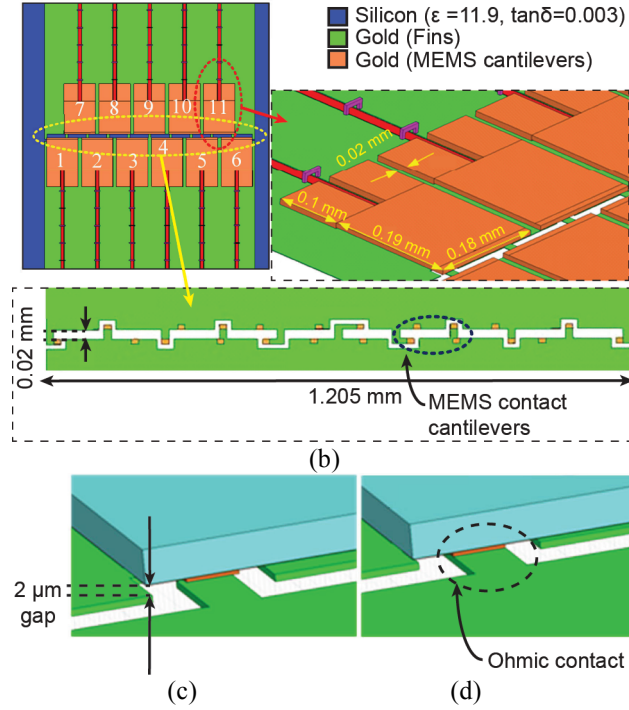 Silicon (ε =11.9, tanδ=0.003)
Gold (Fins)
Gold (MEMS cantilevers)
7 8 9 10 11
1 2 3 4 5 6
0.02 mm
0.1 mm
0.19 mm
0.18 mm
0.02 mm
1.205 mm
MEMS contact
cantilevers
(b)
2 µm
gap
Ohmic contact
(c)
(d)